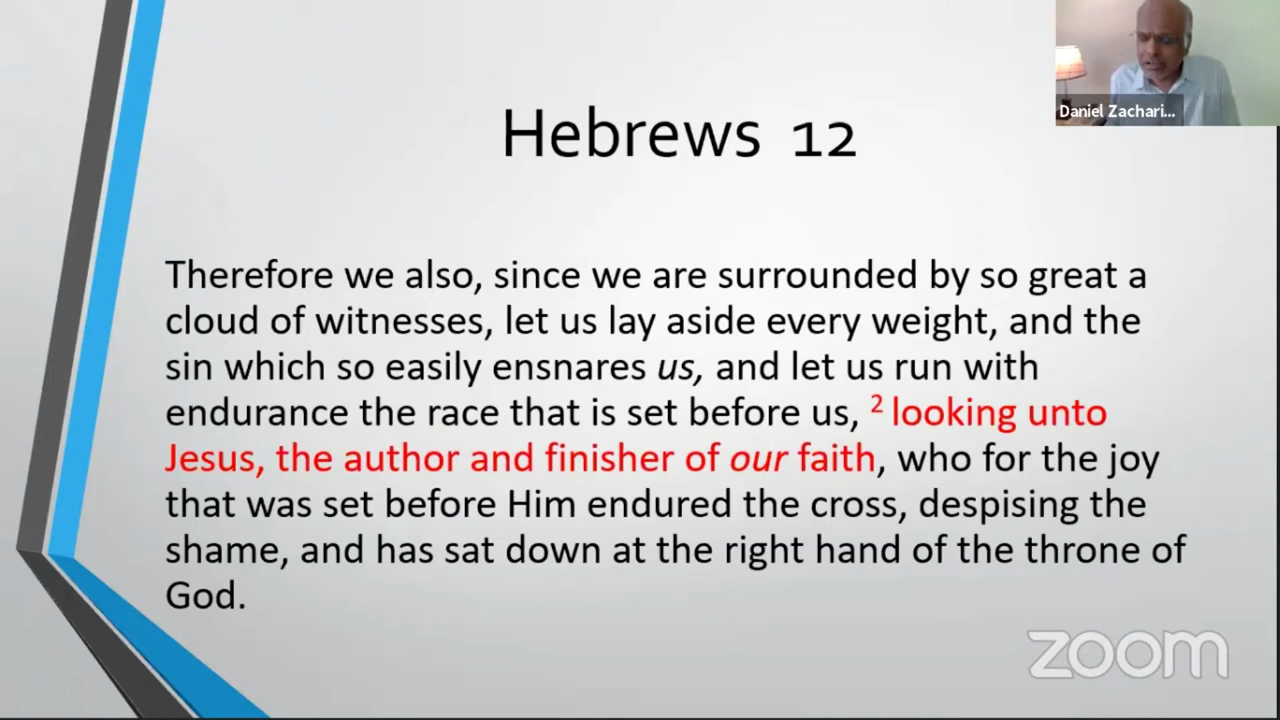 Daniel Zachari...
Hebrews 12
Therefore we also, since we are surrounded by so great a
cloud of witnesses, let us lay aside every weight, and the
sin which so easily ensnares us, and let us run with
endurance the race that is set before us, 2 looking unto
Jesus, the author and finisher of our faith, who for the joy
that was set before Him endured the cross, despising the
shame, and has sat down at the right hand of the throne of
God.
zoom